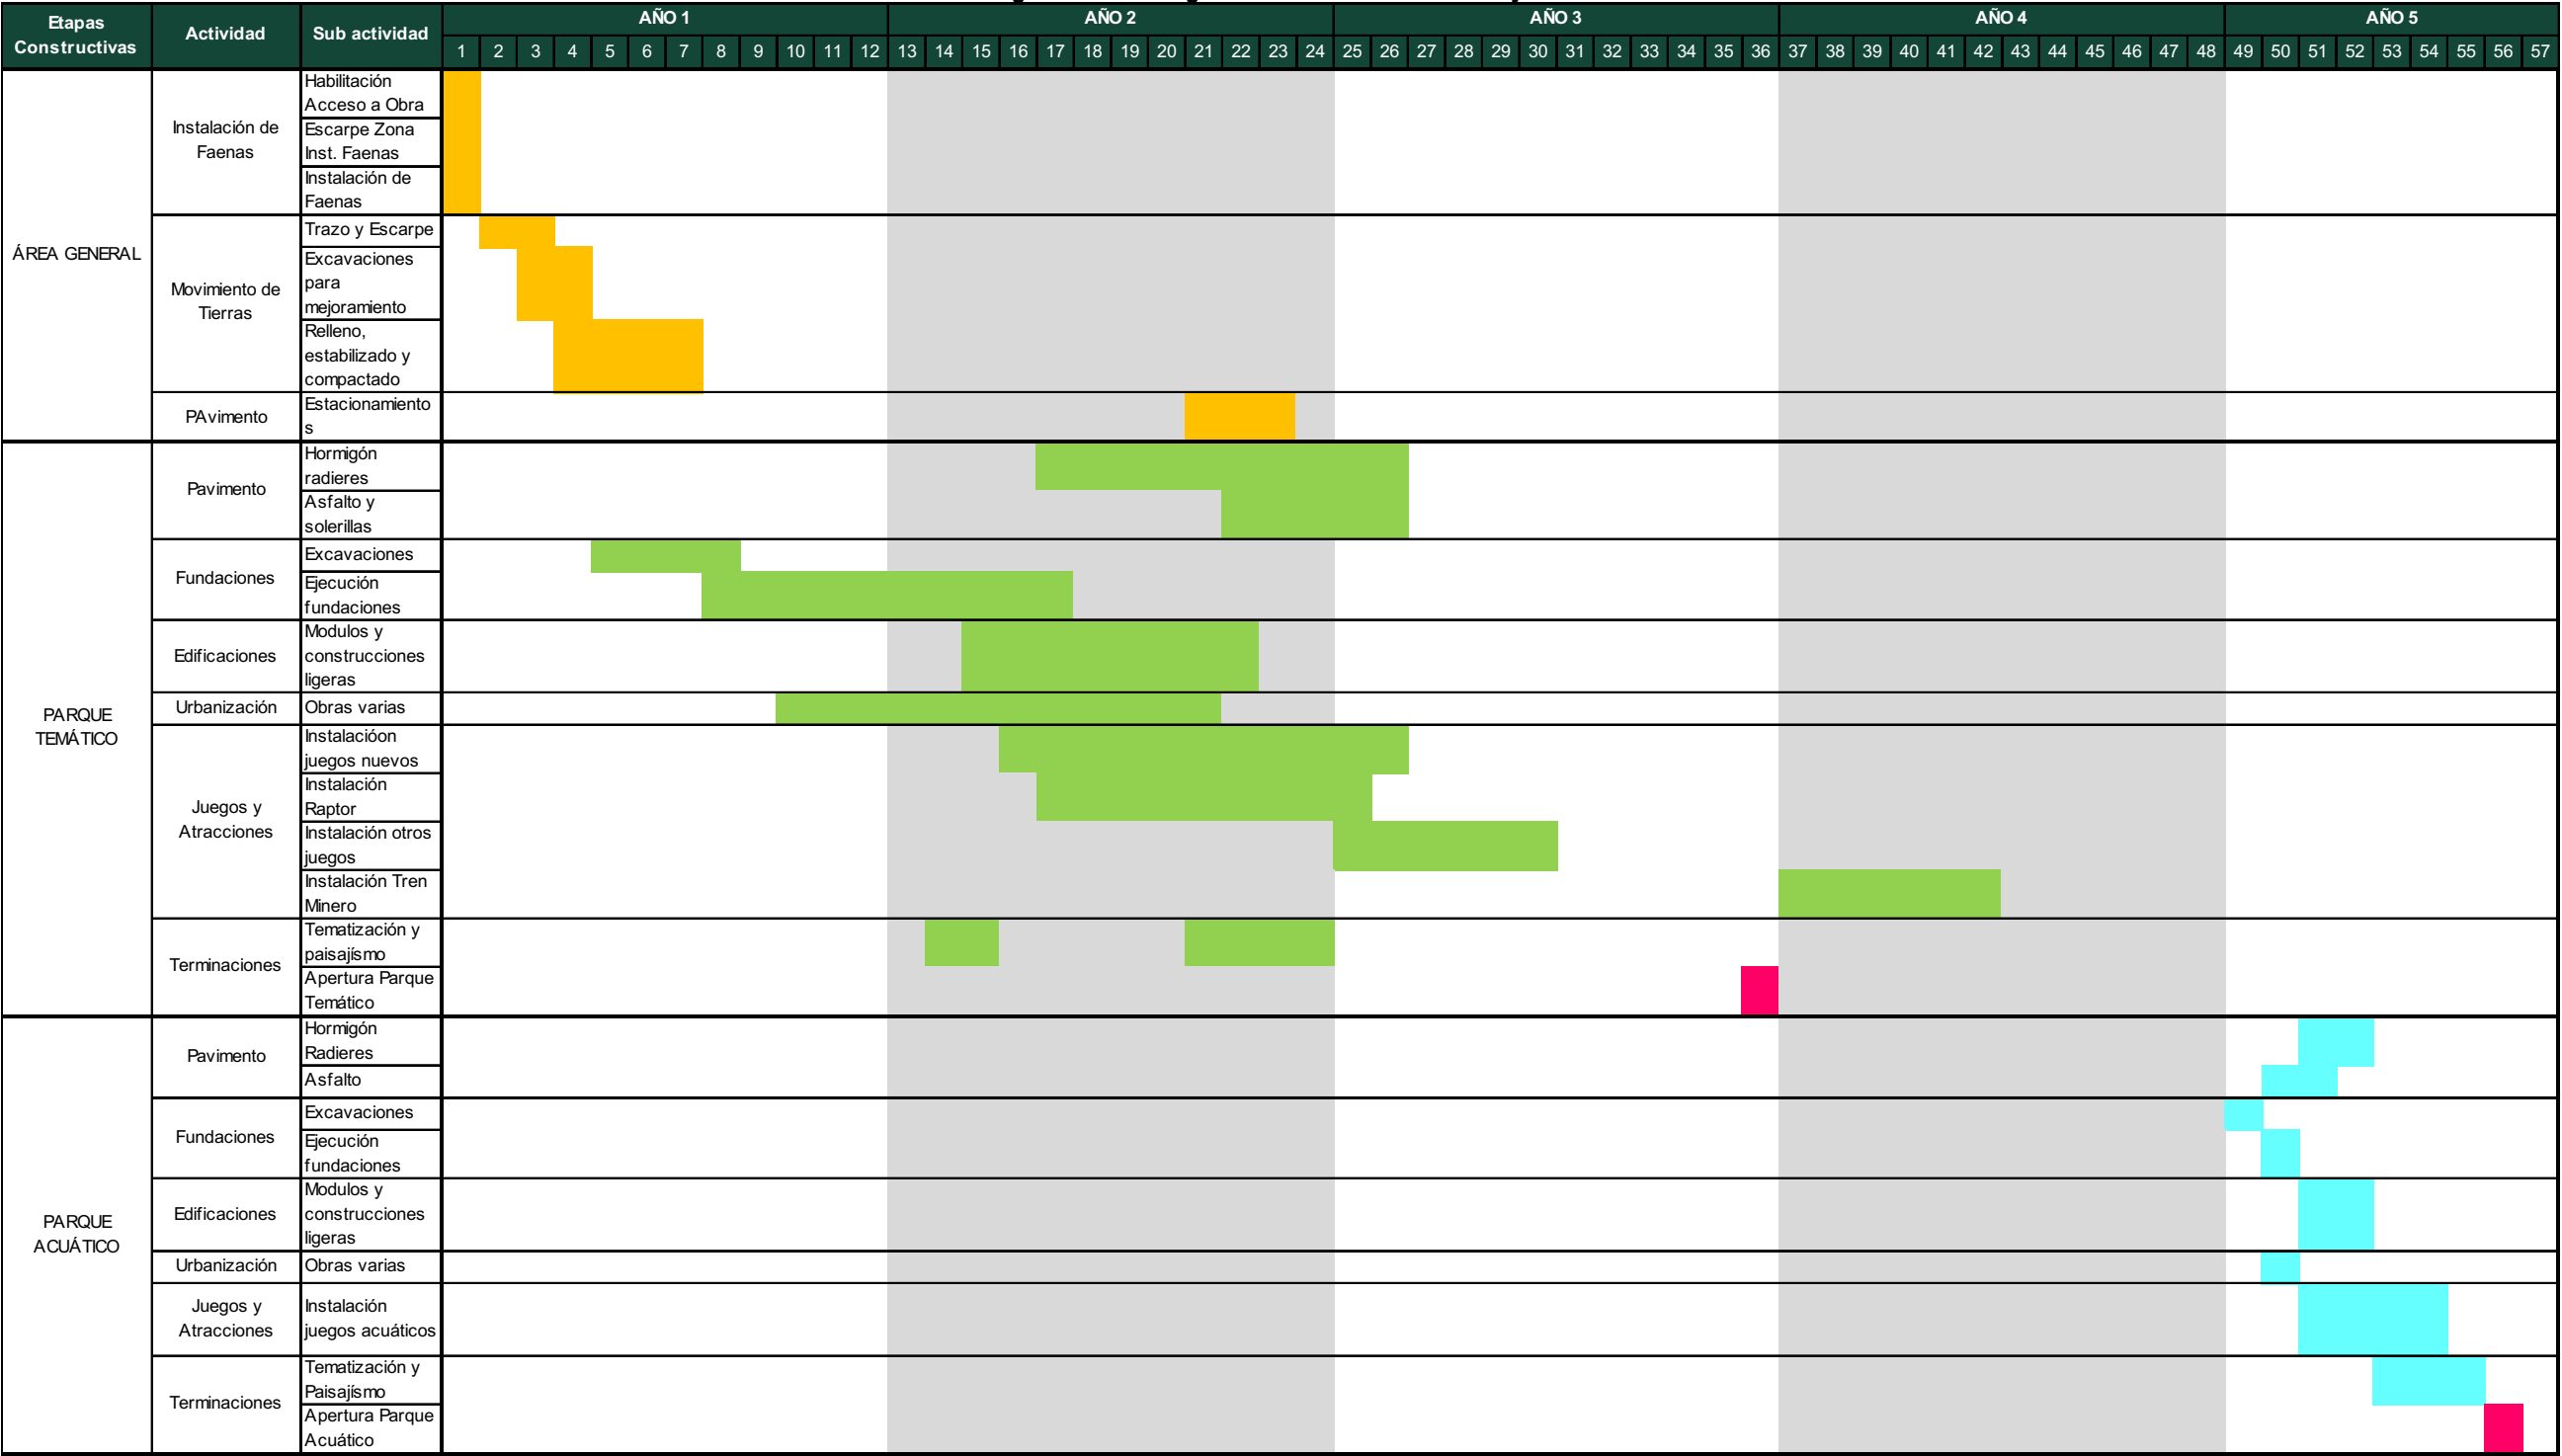 Etapas
Constructivas
Actividad
Sub actividad
AÑO 1
AÑO 2
AÑO 3
AÑO 4
AÑO 5
1 2 3 4 5 6 7 8 9 10 11 12 13 14 15 16 17 18 19 20 21 22 23 24 25 26 27 28 29 30 31 32 33 34 35 36 37 38 39 40 41 42 43 44 45 46 47 48 49 50 51 52 53 54 55 56 57
ÁREA GENERAL
Instalación de
Faenas
Habilitación
Acceso a Obra
Escarpe Zona
Inst. Faenas
Instalación de
Faenas
Movimiento de
Tierras
Trazo y Escarpe
Excavaciones
para
mejoramiento
Relleno,
estabilizado y
compactado
PAvimento
Estacionamiento
s
PARQUE
TEMÁTICO
Pavimento
Hormigón
radieres
Asfalto y
solerillas
Fundaciones
Excavaciones
Ejecución
fundaciones
Edificaciones
Modulos y
construcciones
ligeras
Urbanización
Obras varias
Juegos y
Atracciones
Instalacióon
juegos nuevos
Instalación
Raptor
Instalación otros
juegos
Instalación Tren
Minero
Terminaciones
Tematización y
paisajísmo
Apertura Parque
Temático
PARQUE
ACUÁTICO
Pavimento
Hormigón
Radieres
Asfalto
Fundaciones
Excavaciones
Ejecución
fundaciones
Edificaciones
Modulos y
construcciones
ligeras
Urbanización
Obras varias
Juegos y
Atracciones
Instalación
juegos acuáticos
Terminaciones
Tematización y
Paisajísmo
Apertura Parque
Acuático